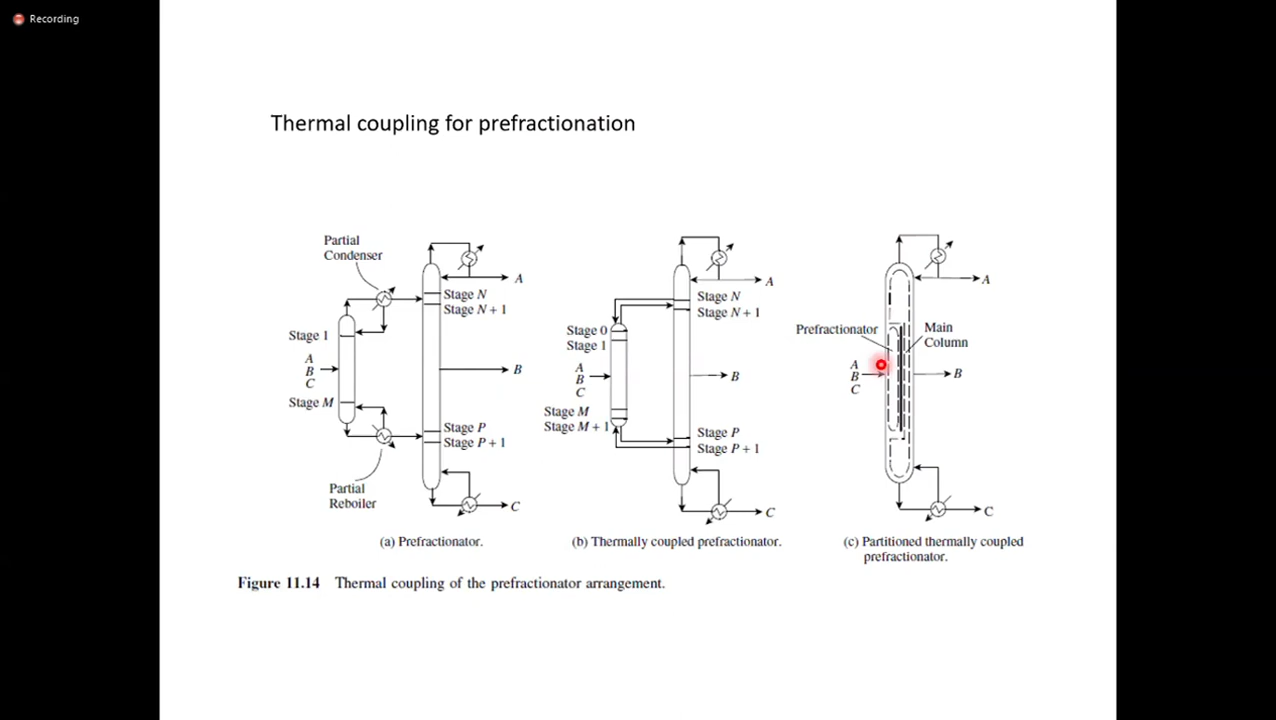 Recording
Thermal coupling for prefractionation
Partial
Condenser
A
Stage N
Stage N + 1
Stage 1
A
B
C
B
Stage M
Stage P
Stage P + 1
Partial
Reboiler
C
(a) Prefractionator.
A
Stage N
Stage N + 1
Stage 0
Stage 1
A
B
C
B
Stage M
Stage M + 1
Stage P
Stage P + 1
C
(b) Thermally coupled prefractionator.
A
Prefractionator
Main
Column
A
B
C
B
C
(c) Partitioned thermally coupled
prefractionator.
Figure 11.14 Thermal coupling of the prefractionator arrangement.